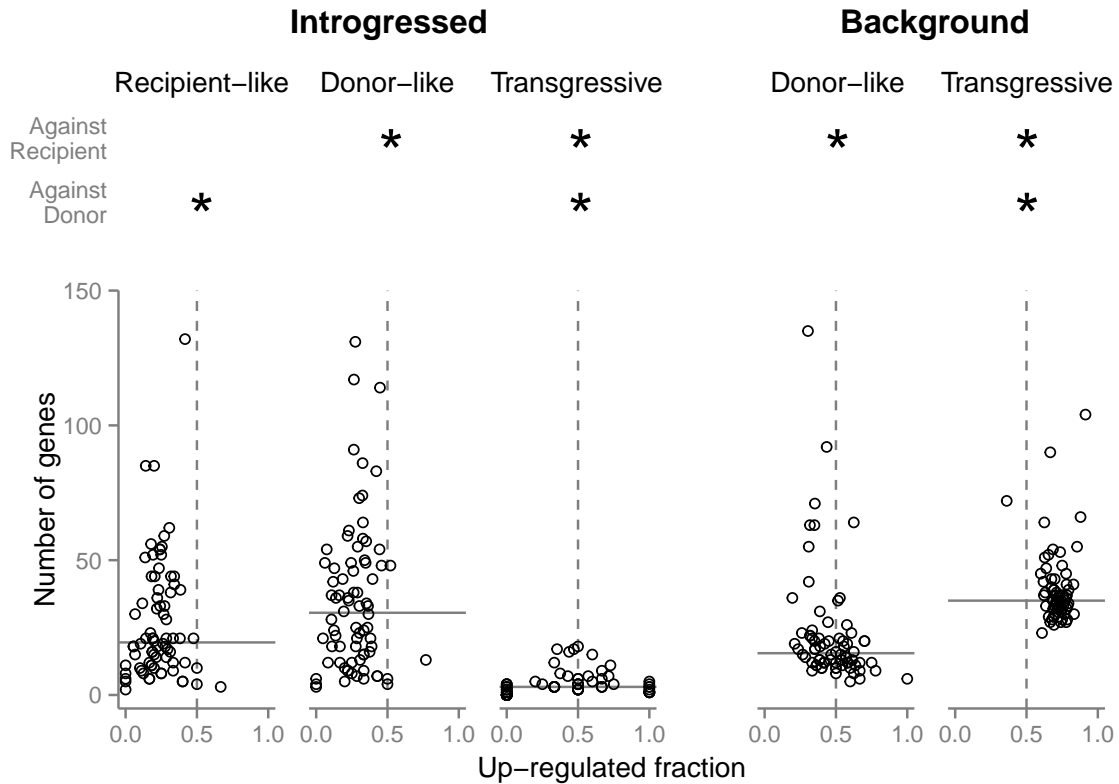 Introgressed Background
Recipient−like Donor−like Transgressive Donor−like Transgressive
Against
Recipient
* * * *
Against
Donor
* * *
150
100
50
0
Number of genes
0.0 0.5 1.0 0.0 0.5 1.0 0.0 0.5 1.0 0.0 0.5 1.0 0.0 0.5 1.0
Up−regulated fraction